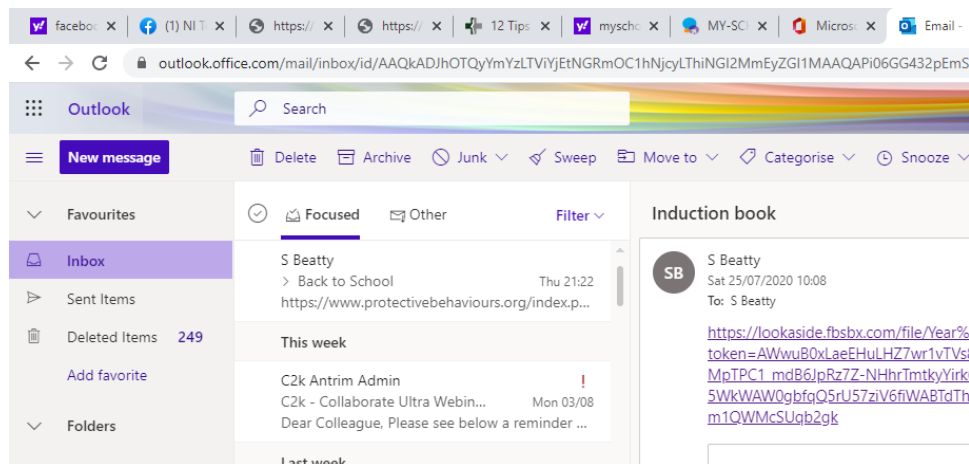 faceboc
(1) NI T
https:/
https:/
12 Tips
myscho
MY-SCH
Microso
Email -
outlook.office.com/mail/inbox/id/AAQkADJhOTQyYmYzLTViYjEtNGRmOC1hNjcyLThiNGI2MmEyZGI1MAAQAPi06GG432pEmS
Outlook
Search
New message
Delete Archive Junk Sweep Move to Categorise Snooze
Favourites
Inbox
Sent Items
Deleted Items 249
Add favorite
Folders
Focused Other Filter
S Beatty
> Back to School Thu 21:22
https://www.protectivebehaviours.org/index.p...
This week
C2k Antrim Admin !
C2k - Collaborate Ultra Webin... Mon 03/08
Dear Colleague, Please see below a reminder ...
Last week
Induction book
SB
S Beatty
Sat 25/07/2020 10:08
To: S Beatty
https://lookaside.fbsbx.com/file/Year%
token=AWwuB0xLaeEHuLHZ7wr1vTVs8
MpTPC1_mdB6JpRz7Z-NHhrTmtkyYirk
5WkWAW0gbfqQ5rU57ziV6fiWABTdTh
m1QWMcSUqb2gk